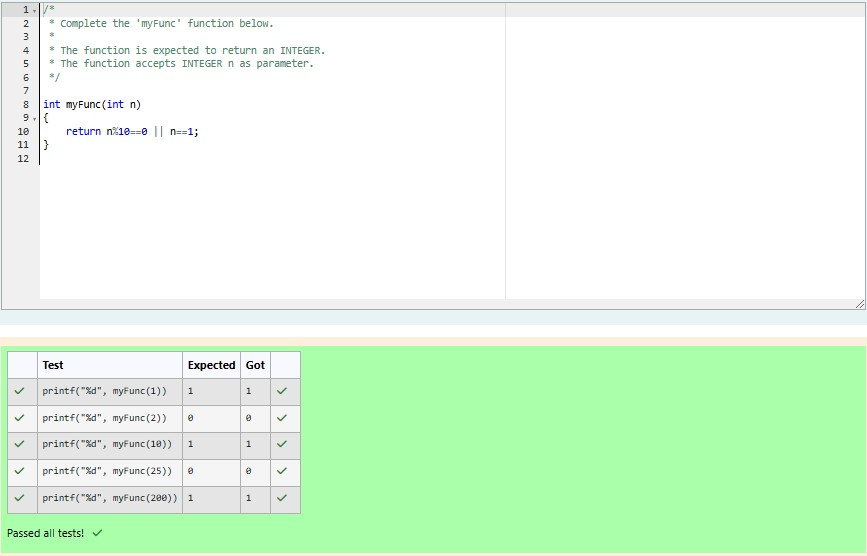 1 /*
2  * Complete the 'myFunc' function below.
3  *
4  * The function is expected to return an INTEGER.
5  * The function accepts INTEGER n as parameter.
6  */
7
8 int myFunc(int n)
9 {
10     return n%10==0 || n==1;
11 }
12
Test Expected Got
printf("%d", myFunc(1)) 1 1
printf("%d", myFunc(2)) 0 0
printf("%d", myFunc(10)) 1 1
printf("%d", myFunc(25)) 0 0
printf("%d", myFunc(200)) 1 1
Passed all tests!